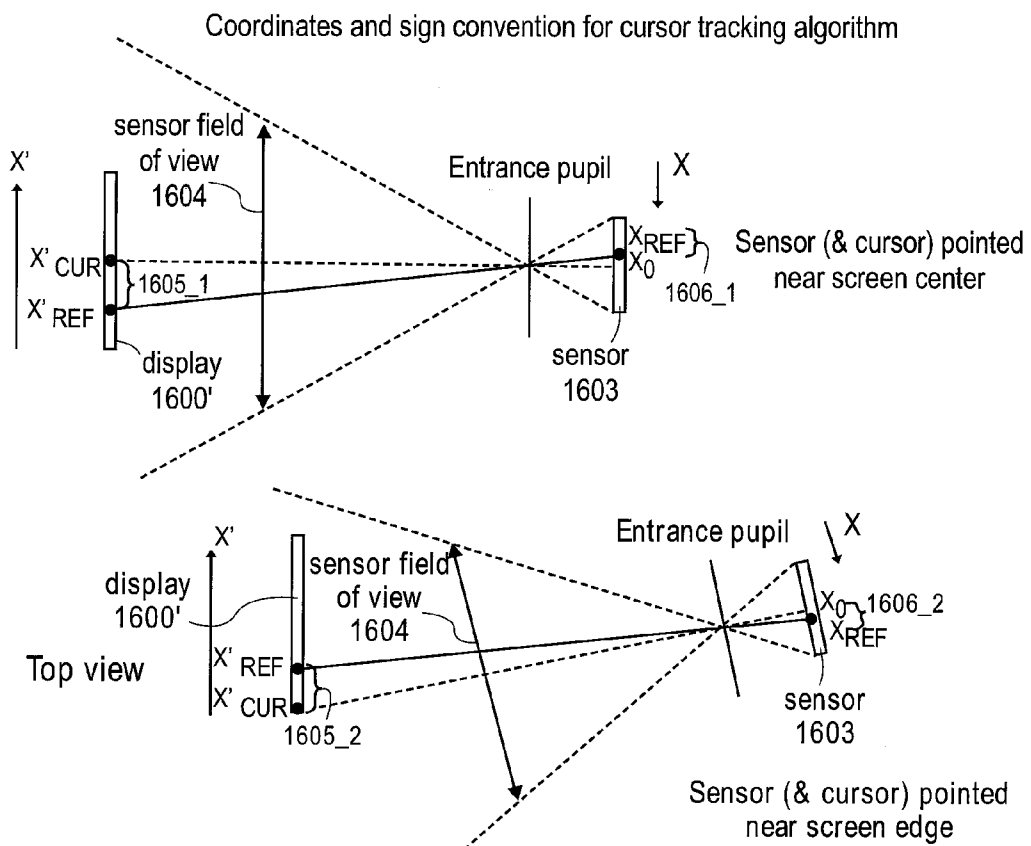 Coordinates and sign convention for cursor tracking algorithm
sensor field
of view
1604
X'
Entrance pupil
X
X'CUR
1605_1
X'REF
display
1600'
XREF
X0
1606_1
sensor
1603
Sensor (& cursor) pointed
near screen center
X'
display
1600'
sensor field
of view
1604
Entrance pupil
X
X0
1606_2
XREF
Top view
X'REF
X'CUR
1605_2
sensor
1603
Sensor (& cursor) pointed
near screen edge